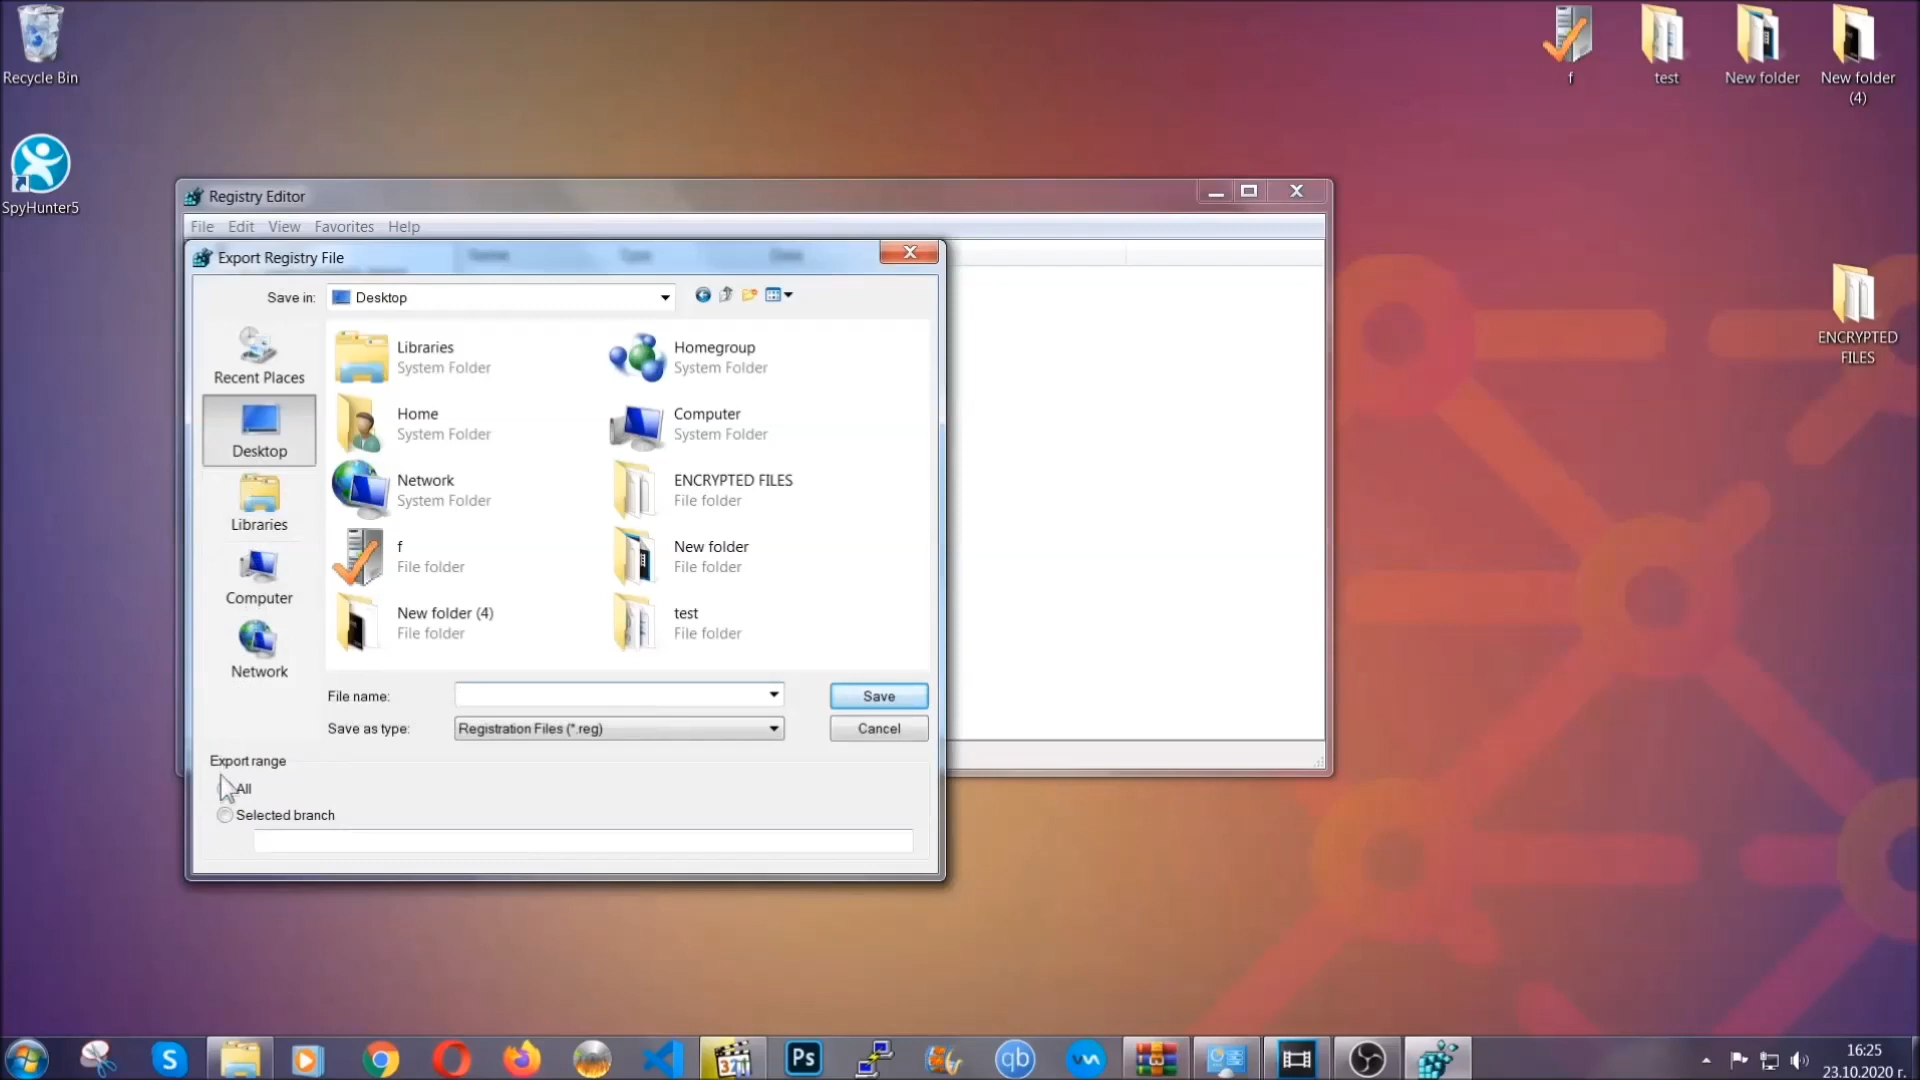 Recycle Bin
SpyHunter5
f
test
New folder
New folder
(4)
ENCRYPTED
FILES
Registry Editor
File Edit View Favorites Help
Export Registry File
Save in:
Desktop
Recent Places
Desktop
Libraries
Computer
Network
Libraries
System Folder
Homegroup
System Folder
Home
System Folder
Computer
System Folder
Network
System Folder
ENCRYPTED FILES
File folder
f
File folder
New folder
File folder
New folder (4)
File folder
test
File folder
File name:
Save
Save as type:
Registration Files (*.reg)
Cancel
Export range
All
Selected branch
S
321
Ps
qb
16:25
23.10.2020 г.